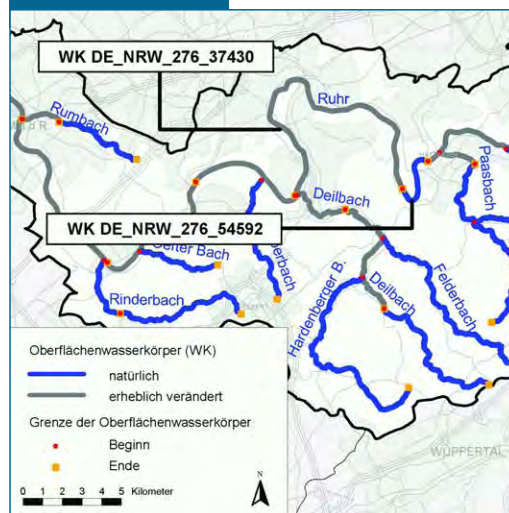 WK DE_NRW_276_37430
Ruhr
Rumbach
Paasbach
Deilbach
WK DE_NRW_276_54592
Felderbach
Rinderbach
Hardenberger B.
Deilbach
Oberflächenwasserkörper (WK)
natürlich
erheblich verändert
Grenze der Oberflächenwasserkörper
Beginn
Ende
WUPPERTAL
N
0 1 2 3 4 5 Kilometer